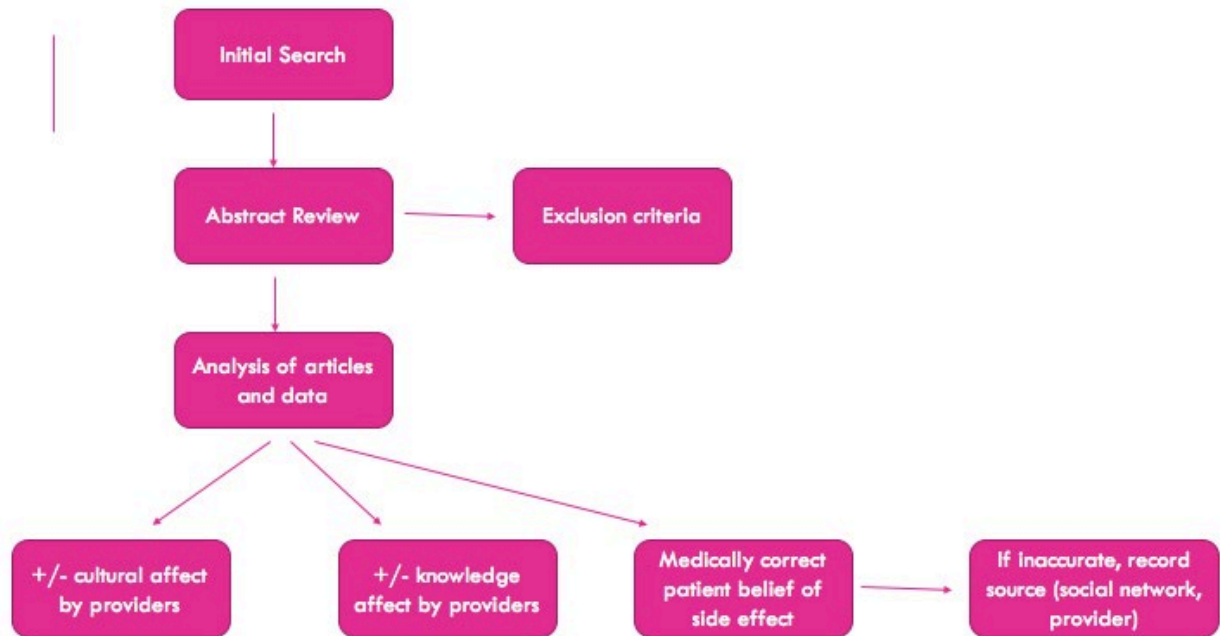 Initial Search
Abstract Review
Exclusion criteria
Analysis of articles
and data
+/- cultural affect
by providers
+/- knowledge
affect by providers
Medically correct
patient belief of
side effect
If inaccurate, record
source (social network,
provider)